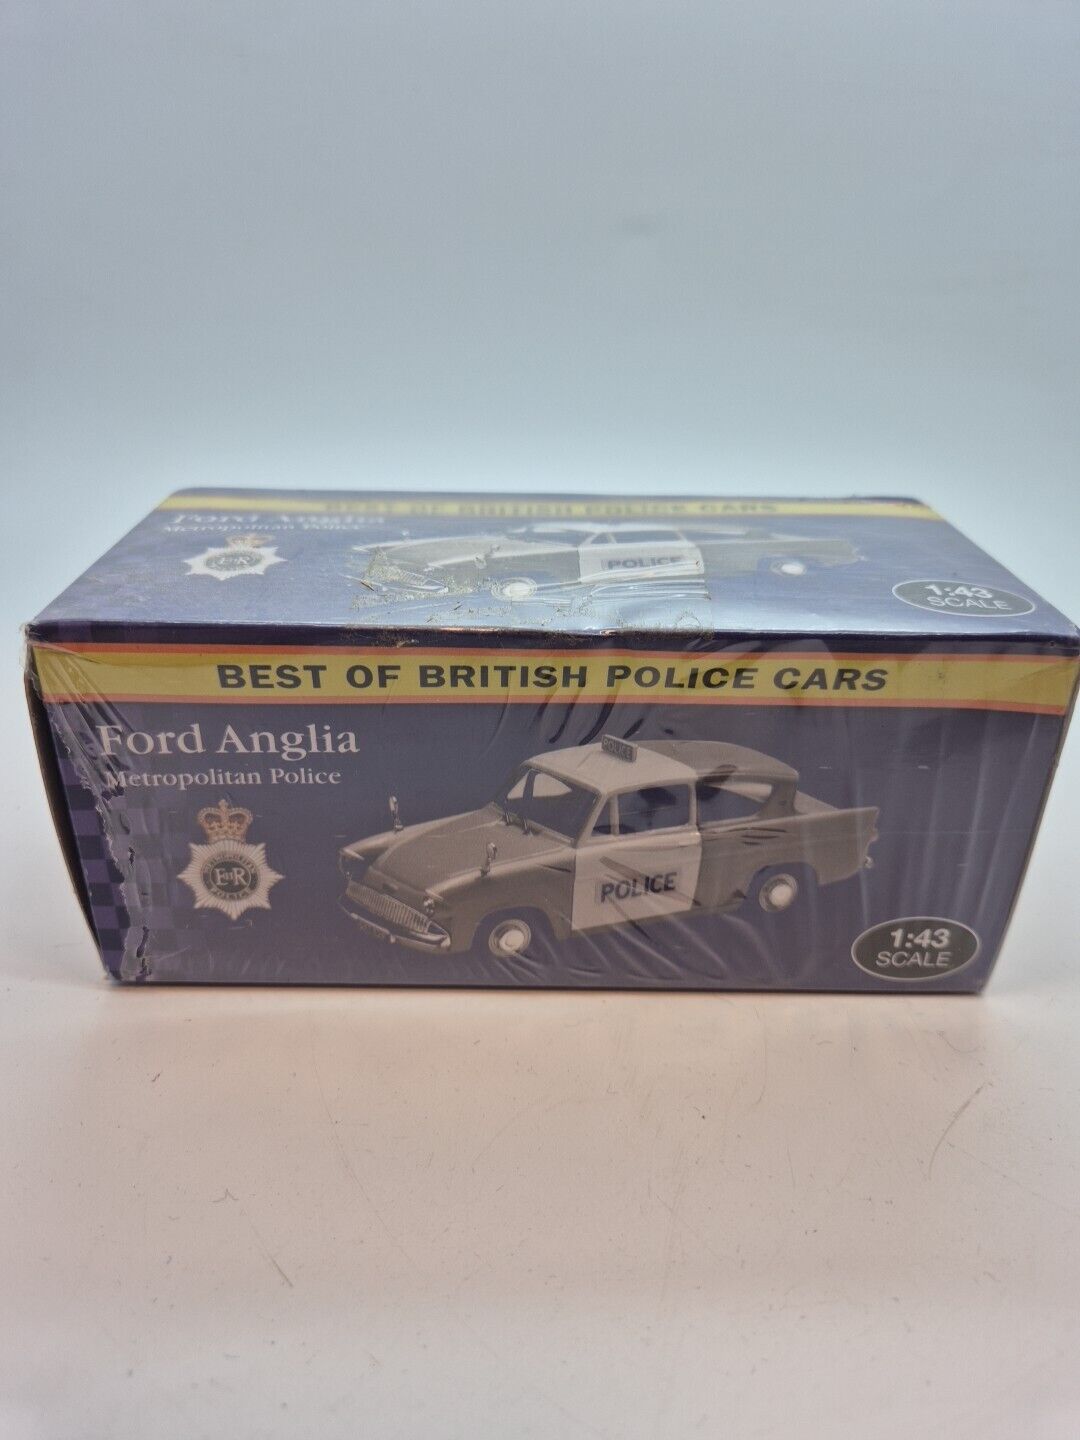 BEST OF BRITISH POLICE CARS
Ford Anglia
Metropolitan Police
POLICE
1:43
SCALE
BEST OF BRITISH POLICE CARS
Ford Anglia
Metropolitan Police
POLICE
EIIR
POLICE
1:43
SCALE